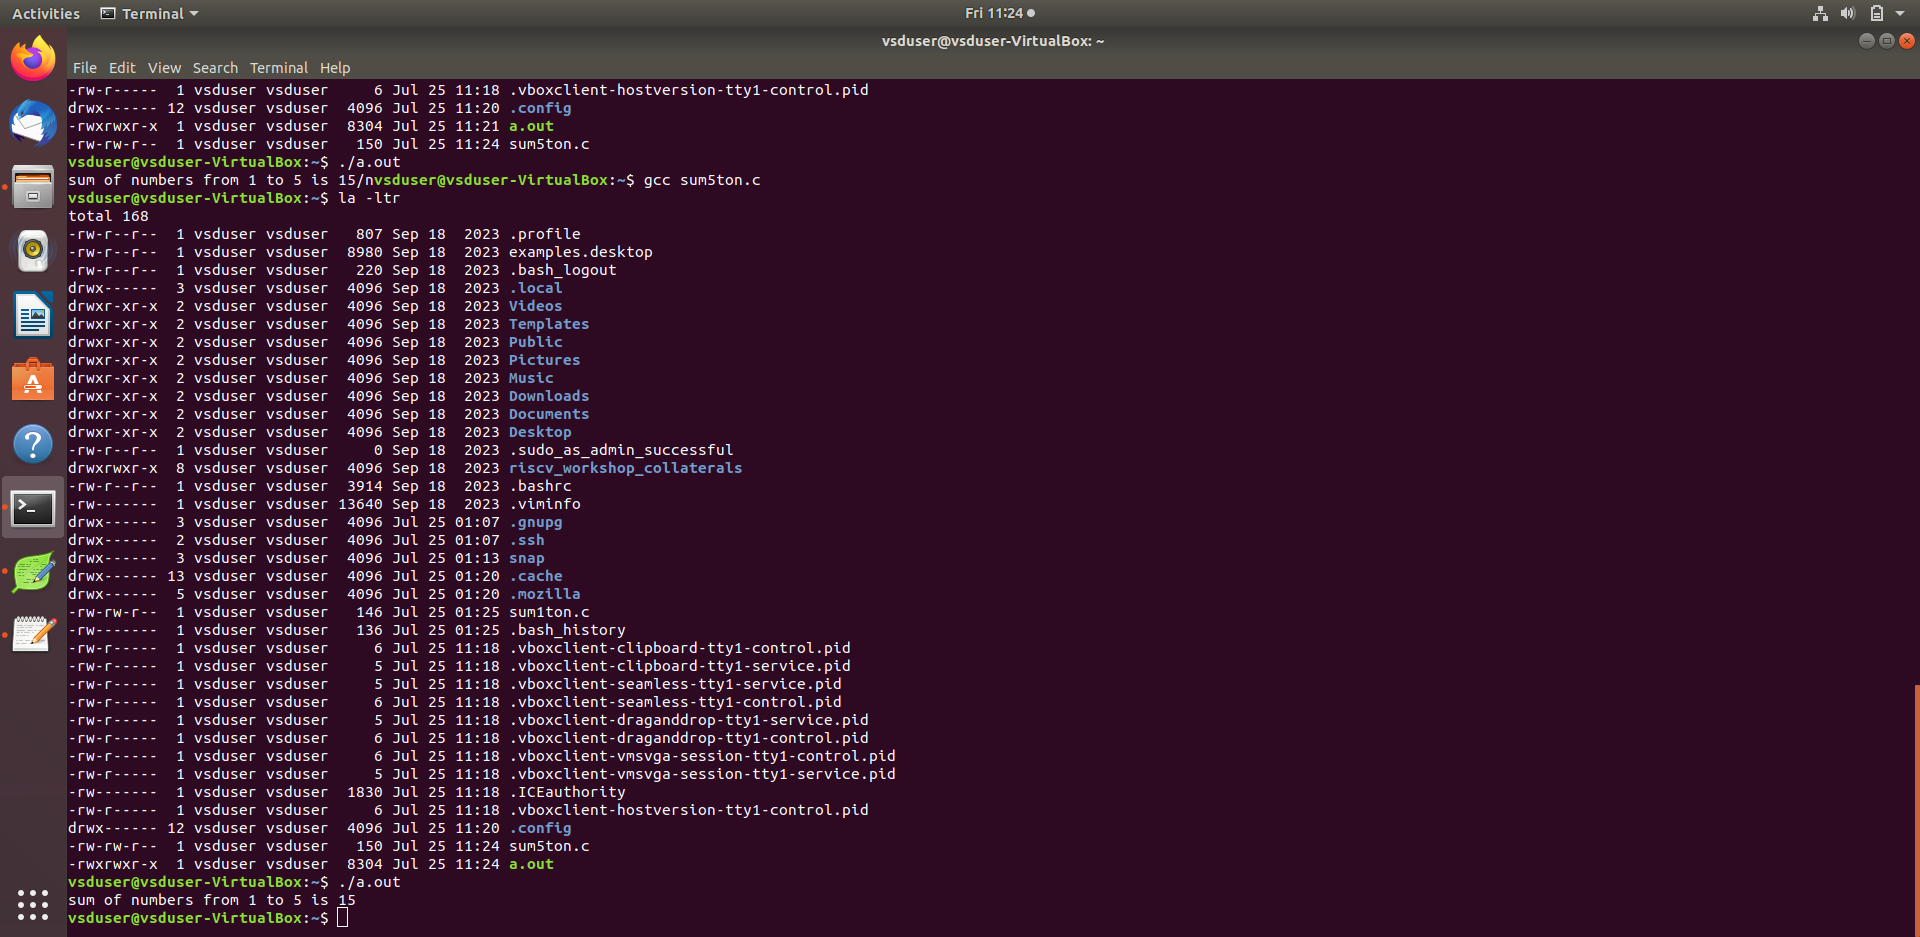 Activities Terminal Fri 11:24
vsduser@vsduser-VirtualBox: ~
File Edit View Search Terminal Help
-rw-r-----  1 vsduser vsduser     6 Jul 25 11:18 .vboxclient-hostversion-tty1-control.pid
drwx------ 12 vsduser vsduser  4096 Jul 25 11:20 .config
-rwxrwxr-x  1 vsduser vsduser  8304 Jul 25 11:21 a.out
-rw-rw-r--  1 vsduser vsduser   150 Jul 25 11:24 sum5ton.c
vsduser@vsduser-VirtualBox:~$ ./a.out
sum of numbers from 1 to 5 is 15/nvsduser@vsduser-VirtualBox:~$ gcc sum5ton.c
vsduser@vsduser-VirtualBox:~$ la -ltr
total 168
-rw-r--r--  1 vsduser vsduser   807 Sep 18  2023 .profile
-rw-r--r--  1 vsduser vsduser  8980 Sep 18  2023 examples.desktop
-rw-r--r--  1 vsduser vsduser   220 Sep 18  2023 .bash_logout
drwx------  3 vsduser vsduser  4096 Sep 18  2023 .local
drwxr-xr-x  2 vsduser vsduser  4096 Sep 18  2023 Videos
drwxr-xr-x  2 vsduser vsduser  4096 Sep 18  2023 Templates
drwxr-xr-x  2 vsduser vsduser  4096 Sep 18  2023 Public
drwxr-xr-x  2 vsduser vsduser  4096 Sep 18  2023 Pictures
drwxr-xr-x  2 vsduser vsduser  4096 Sep 18  2023 Music
drwxr-xr-x  2 vsduser vsduser  4096 Sep 18  2023 Downloads
drwxr-xr-x  2 vsduser vsduser  4096 Sep 18  2023 Documents
drwxr-xr-x  2 vsduser vsduser  4096 Sep 18  2023 Desktop
-rw-r--r--  1 vsduser vsduser     0 Sep 18  2023 .sudo_as_admin_successful
drwxrwxr-x  8 vsduser vsduser  4096 Sep 18  2023 riscv_workshop_collaterals
-rw-r--r--  1 vsduser vsduser  3914 Sep 18  2023 .bashrc
-rw-------  1 vsduser vsduser 13640 Sep 18  2023 .viminfo
drwx------  3 vsduser vsduser  4096 Jul 25 01:07 .gnupg
drwx------  2 vsduser vsduser  4096 Jul 25 01:07 .ssh
drwx------  3 vsduser vsduser  4096 Jul 25 01:13 snap
drwx------ 13 vsduser vsduser  4096 Jul 25 01:20 .cache
drwx------  5 vsduser vsduser  4096 Jul 25 01:20 .mozilla
-rw-rw-r--  1 vsduser vsduser   146 Jul 25 01:25 sum1ton.c
-rw-------  1 vsduser vsduser   136 Jul 25 01:25 .bash_history
-rw-r-----  1 vsduser vsduser     6 Jul 25 11:18 .vboxclient-clipboard-tty1-control.pid
-rw-r-----  1 vsduser vsduser     5 Jul 25 11:18 .vboxclient-clipboard-tty1-service.pid
-rw-r-----  1 vsduser vsduser     5 Jul 25 11:18 .vboxclient-seamless-tty1-service.pid
-rw-r-----  1 vsduser vsduser     6 Jul 25 11:18 .vboxclient-seamless-tty1-control.pid
-rw-r-----  1 vsduser vsduser     5 Jul 25 11:18 .vboxclient-draganddrop-tty1-service.pid
-rw-r-----  1 vsduser vsduser     6 Jul 25 11:18 .vboxclient-draganddrop-tty1-control.pid
-rw-r-----  1 vsduser vsduser     6 Jul 25 11:18 .vboxclient-vmsvga-session-tty1-control.pid
-rw-r-----  1 vsduser vsduser     5 Jul 25 11:18 .vboxclient-vmsvga-session-tty1-service.pid
-rw-------  1 vsduser vsduser  1830 Jul 25 11:18 .ICEauthority
-rw-r-----  1 vsduser vsduser     6 Jul 25 11:18 .vboxclient-hostversion-tty1-control.pid
drwx------ 12 vsduser vsduser  4096 Jul 25 11:20 .config
-rw-rw-r--  1 vsduser vsduser   150 Jul 25 11:24 sum5ton.c
-rwxrwxr-x  1 vsduser vsduser  8304 Jul 25 11:24 a.out
vsduser@vsduser-VirtualBox:~$ ./a.out
sum of numbers from 1 to 5 is 15
vsduser@vsduser-VirtualBox:~$